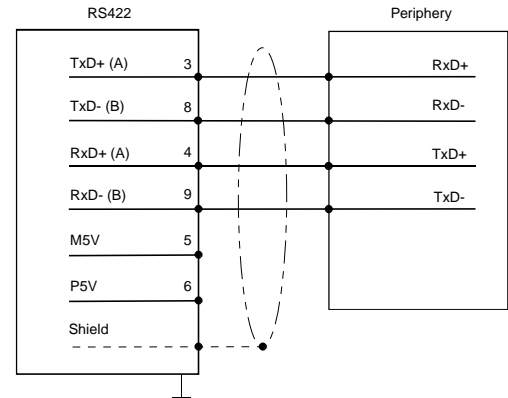 RS422 Periphery
TxD+ (A) 3 RxD+
TxD- (B) 8 RxD-
RxD+ (A) 4 TxD+
RxD- (B) 9 TxD-
M5V 5
P5V 6
Shield